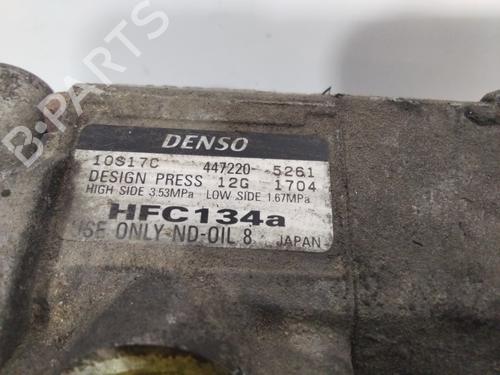 B-PARTS
DENSO
10S17C 447220-5261
DESIGN PRESS 12G 1704
HIGH SIDE 3.53MPa LOW SIDE 1.67MPa
HFC134a
USE ONLY ND-OIL 8 JAPAN